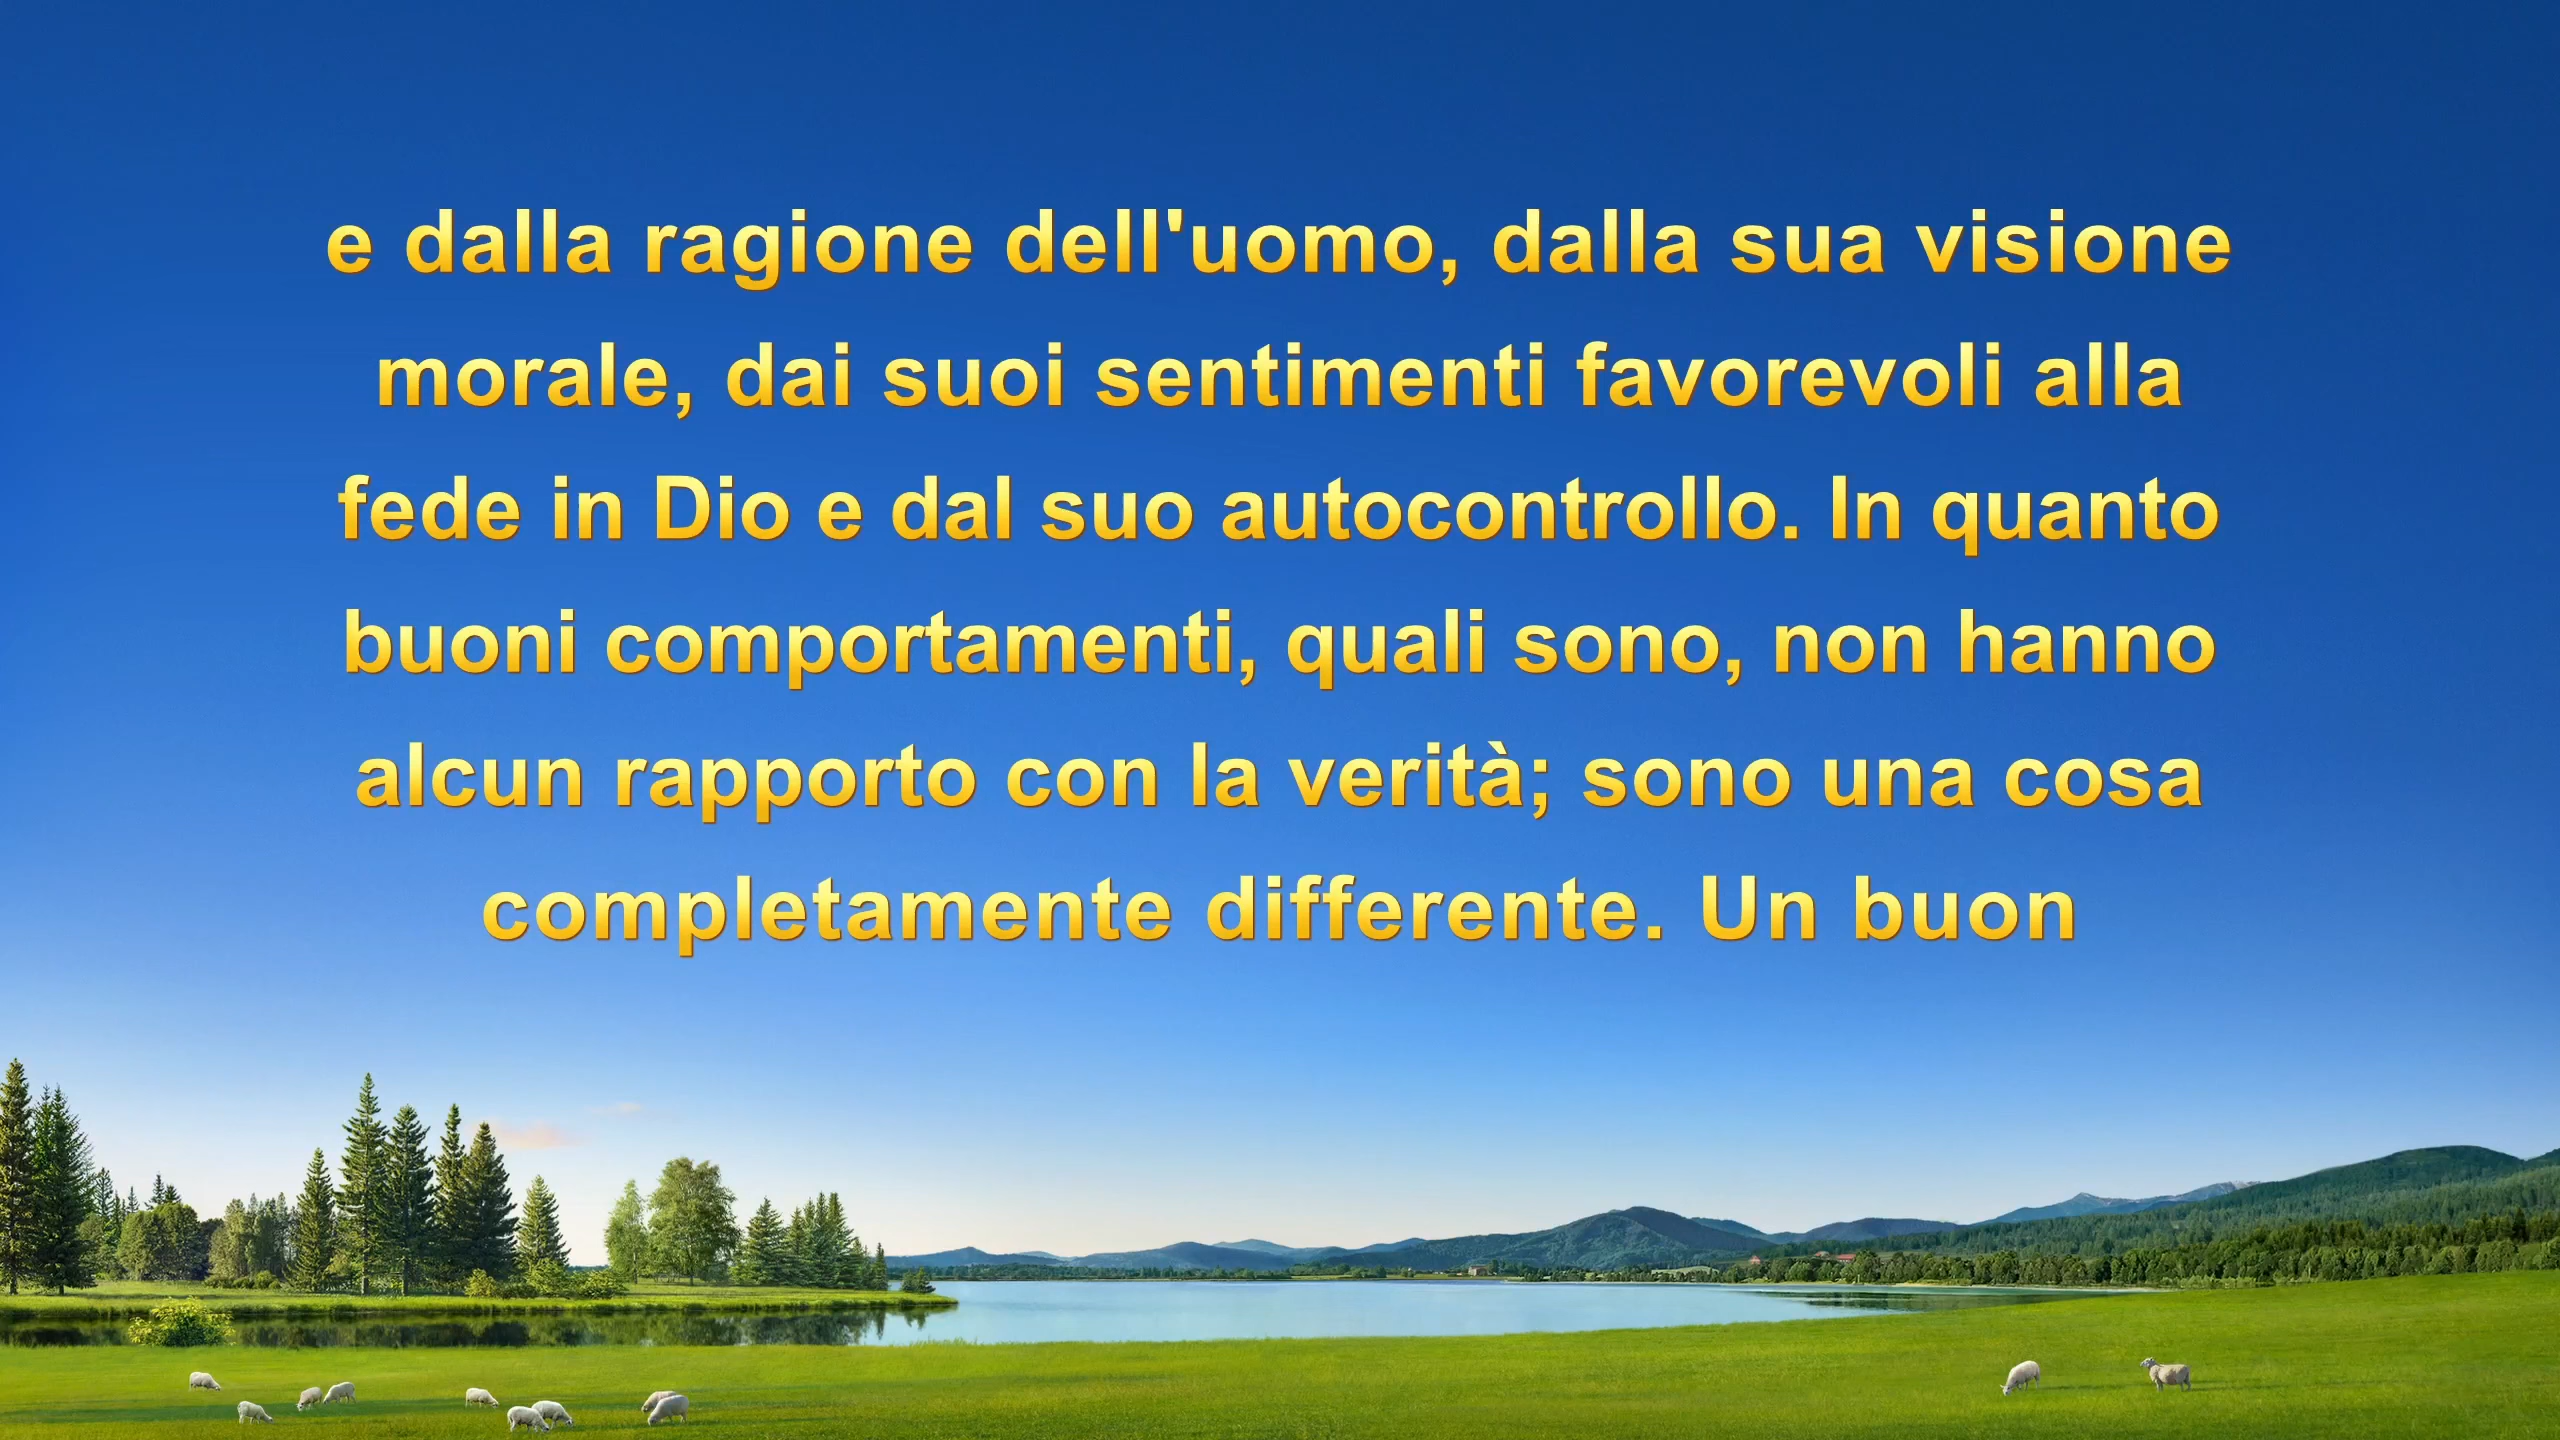 e dalla ragione dell'uomo, dalla sua visione
morale, dai suoi sentimenti favorevoli alla
fede in Dio e dal suo autocontrollo. In quanto
buoni comportamenti, quali sono, non hanno
alcun rapporto con la verità; sono una cosa
completamente differente. Un buon